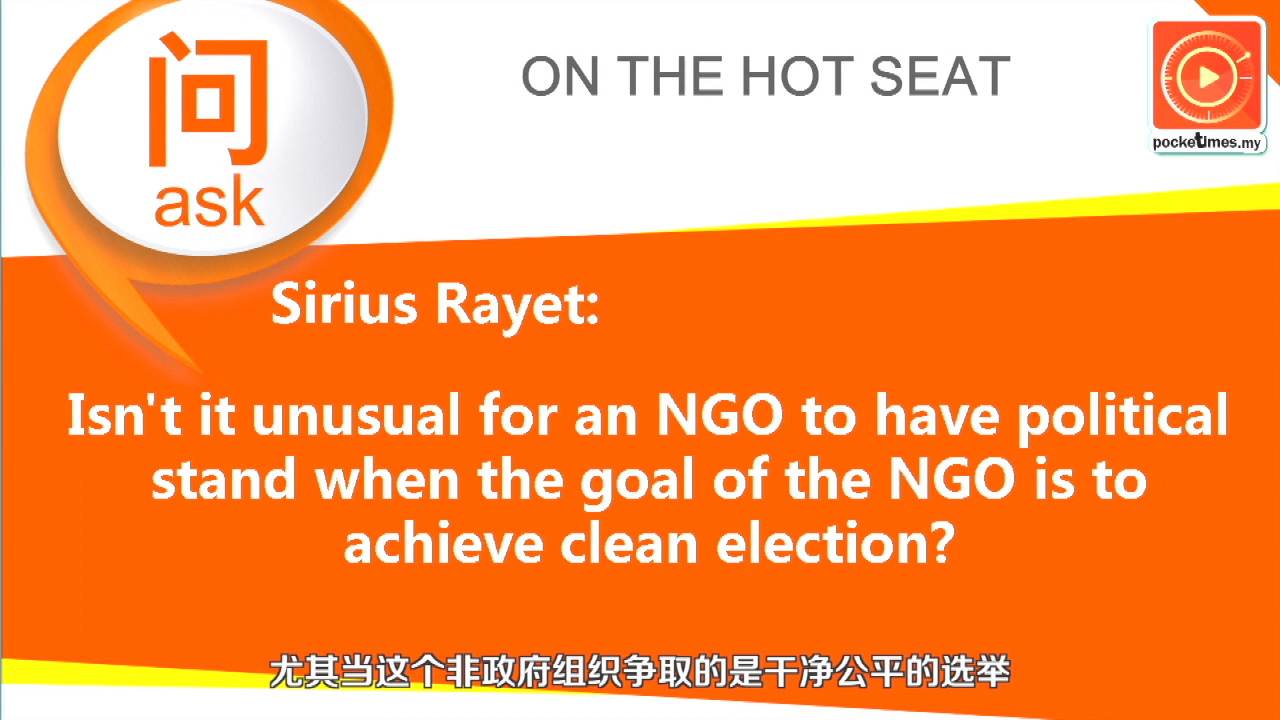 问
ask
ON THE HOT SEAT
pocketimes.my
Sirius Rayet:
Isn't it unusual for an NGO to have political
stand when the goal of the NGO is to
achieve clean election?
尤其当这个非政府组织争取的是干净公平的选举